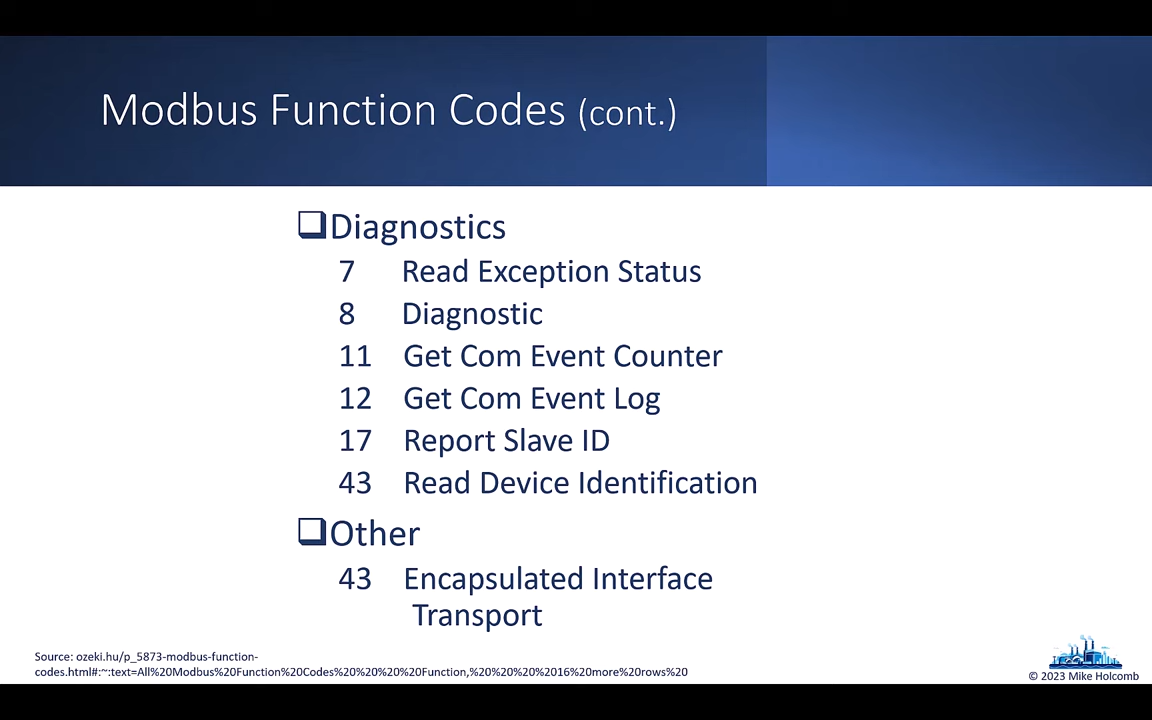 Modbus Function Codes (cont.)
Diagnostics
7 Read Exception Status
8 Diagnostic
11 Get Com Event Counter
12 Get Com Event Log
17 Report Slave ID
43 Read Device Identification
Other
43 Encapsulated Interface
Transport
Source: ozeki.hu/p_5873-modbus-function-
codes.html#:~:text=All%20Modbus%20Function%20Codes%20%20%20%20Function,%20%20%20%2016%20more%20rows%20
© 2023 Mike Holcomb